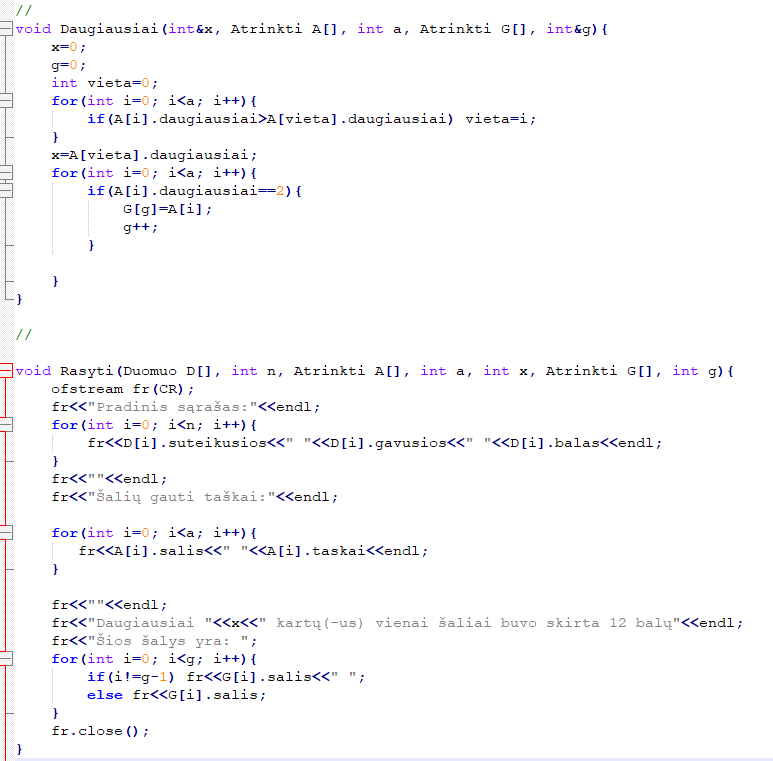 //
void Daugiausiai(int&x, Atrinkti A[], int a, Atrinkti G[], int&g){
    x=0;
    g=0;
    int vieta=0;
    for(int i=0; i<a; i++){
        if(A[i].daugiausiai>A[vieta].daugiausiai) vieta=i;
    }
    x=A[vieta].daugiausiai;
    for(int i=0; i<a; i++){
        if(A[i].daugiausiai==2){
            G[g]=A[i];
            g++;
        }
    }
}
//
void Rasyti(Duomuo D[], int n, Atrinkti A[], int a, int x, Atrinkti G[], int g){
    ofstream fr(CR);
    fr<<"Pradinis sąrašas:"<<endl;
    for(int i=0; i<n; i++){
        fr<<D[i].suteikusios<<" "<<D[i].gavusios<<" "<<D[i].balas<<endl;
    }
    fr<<""<<endl;
    fr<<"Šalių gauti taškai:"<<endl;
    for(int i=0; i<a; i++){
       fr<<A[i].salis<<" "<<A[i].taskai<<endl;
    }
    fr<<""<<endl;
    fr<<"Daugiausiai "<<x<<" kartų(-us) vienai šaliai buvo skirta 12 balų"<<endl;
    fr<<"Šios šalys yra: ";
    for(int i=0; i<g; i++){
        if(i!=g-1) fr<<G[i].salis<<" ";
        else fr<<G[i].salis;
    }
    fr.close();
}